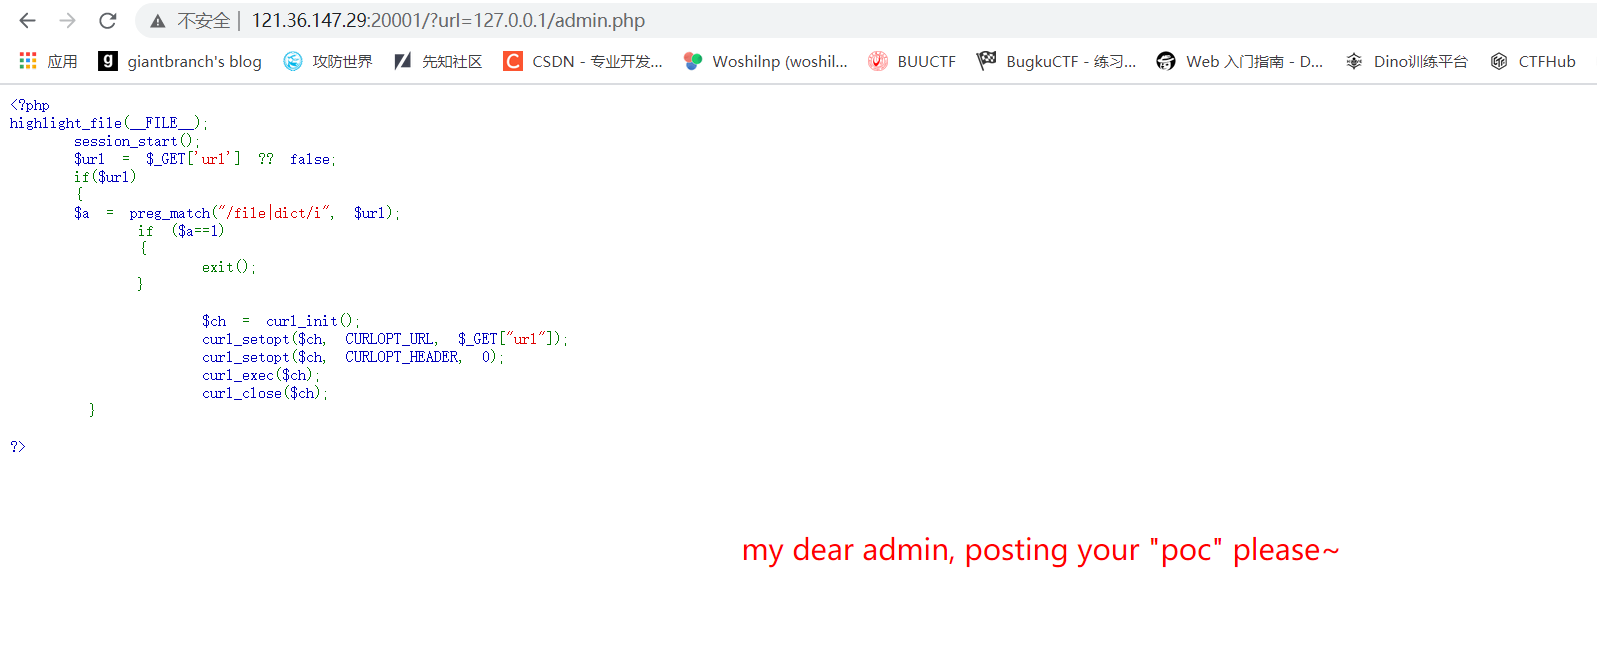 不安全 | 121.36.147.29:20001/?url=127.0.0.1/admin.php
应用 g giantbranch's blog 攻防世界 先知社区 C CSDN - 专业开发... Woshilnp (woshil... BUUCTF BugkuCTF - 练习... Web 入门指南 - D... Dino训练平台 CTFHub
<?php
highlight_file(__FILE__);
session_start();
$url = $_GET['url'] ?? false;
if($url)
{
$a = preg_match("/file|dict/i", $url);
if ($a==1)
{
exit();
}
$ch = curl_init();
curl_setopt($ch, CURLOPT_URL, $_GET["url"]);
curl_setopt($ch, CURLOPT_HEADER, 0);
curl_exec($ch);
curl_close($ch);
}
?>
my dear admin, posting your "poc" please~